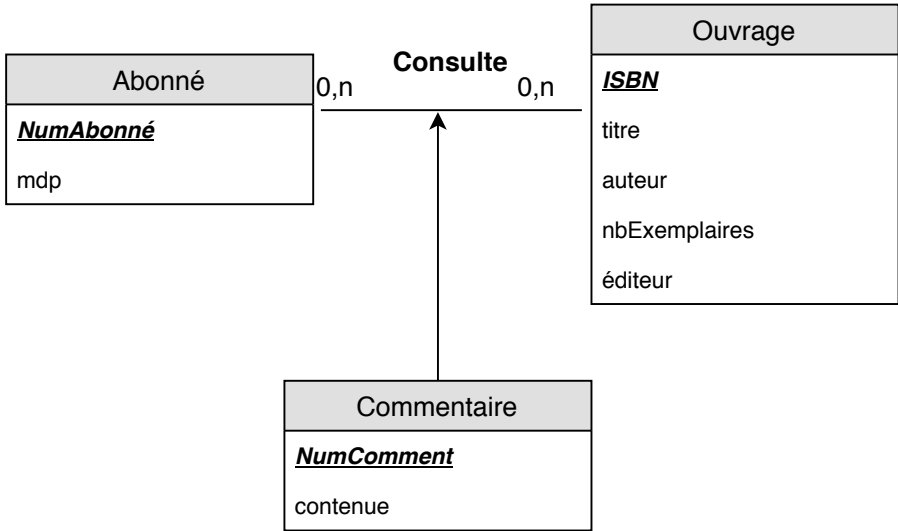 Abonné
NumAbonné
mdp
0,n
Consulte
0,n
Ouvrage
ISBN
titre
auteur
nbExemplaires
éditeur
Commentaire
NumComment
contenue